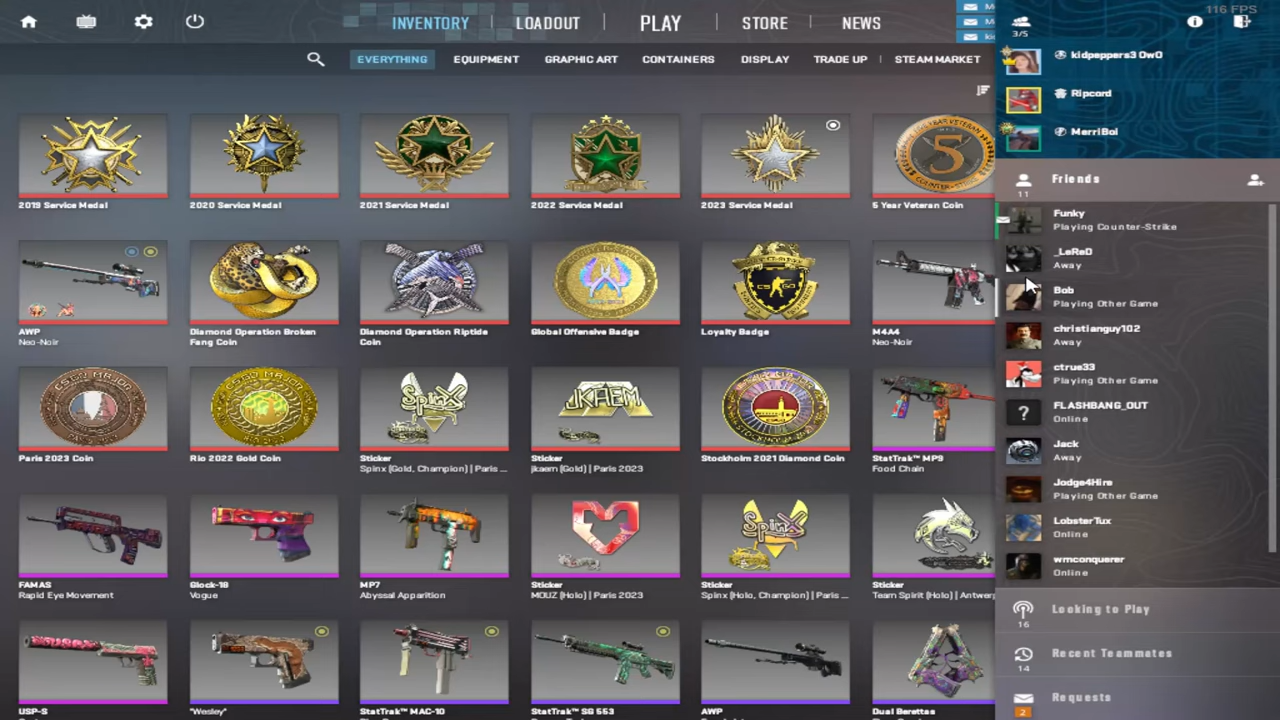 INVENTORY
LOADOUT
PLAY
STORE
NEWS
116 FPS
3/5
EVERYTHING
EQUIPMENT
GRAPHIC ART
CONTAINERS
DISPLAY
TRADE UP
STEAM MARKET
kidpeppers3 OwO
Ripcord
MerriBoi
2019 Service Medal
2020 Service Medal
2021 Service Medal
2022 Service Medal
2023 Service Medal
5 Year Veteran Coin
AWP
Neo-Noir
Diamond Operation Broken
Fang Coin
Diamond Operation Riptide
Coin
Global Offensive Badge
Loyalty Badge
M4A4
Neo-Noir
Paris 2023 Coin
Rio 2022 Gold Coin
Sticker
Spinx (Gold, Champion) | Paris ...
Sticker
jkaem (Gold) | Paris 2023
Stockholm 2021 Diamond Coin
StatTrak™ MP9
Food Chain
FAMAS
Rapid Eye Movement
Glock-18
Vogue
MP7
Abyssal Apparition
Sticker
MOUZ (Holo) | Paris 2023
Sticker
Spinx (Holo, Champion) | Paris ...
Sticker
Team Spirit (Holo) | Antwerp
USP-S
"Wesley"
StatTrak™ MAC-10
StatTrak™ SG 553
AWP
Dual Berettas
Friends
11
Funky
Playing Counter-Strike
_LeReD
Away
Bob
Playing Other Game
christianguy102
Away
ctrue33
Playing Other Game
FLASHBANG_OUT
Online
Jack
Away
Jodge4Hire
Playing Other Game
LobsterTux
Online
wmconquerer
Online
Looking to Play
16
Recent Teammates
14
Requests
2